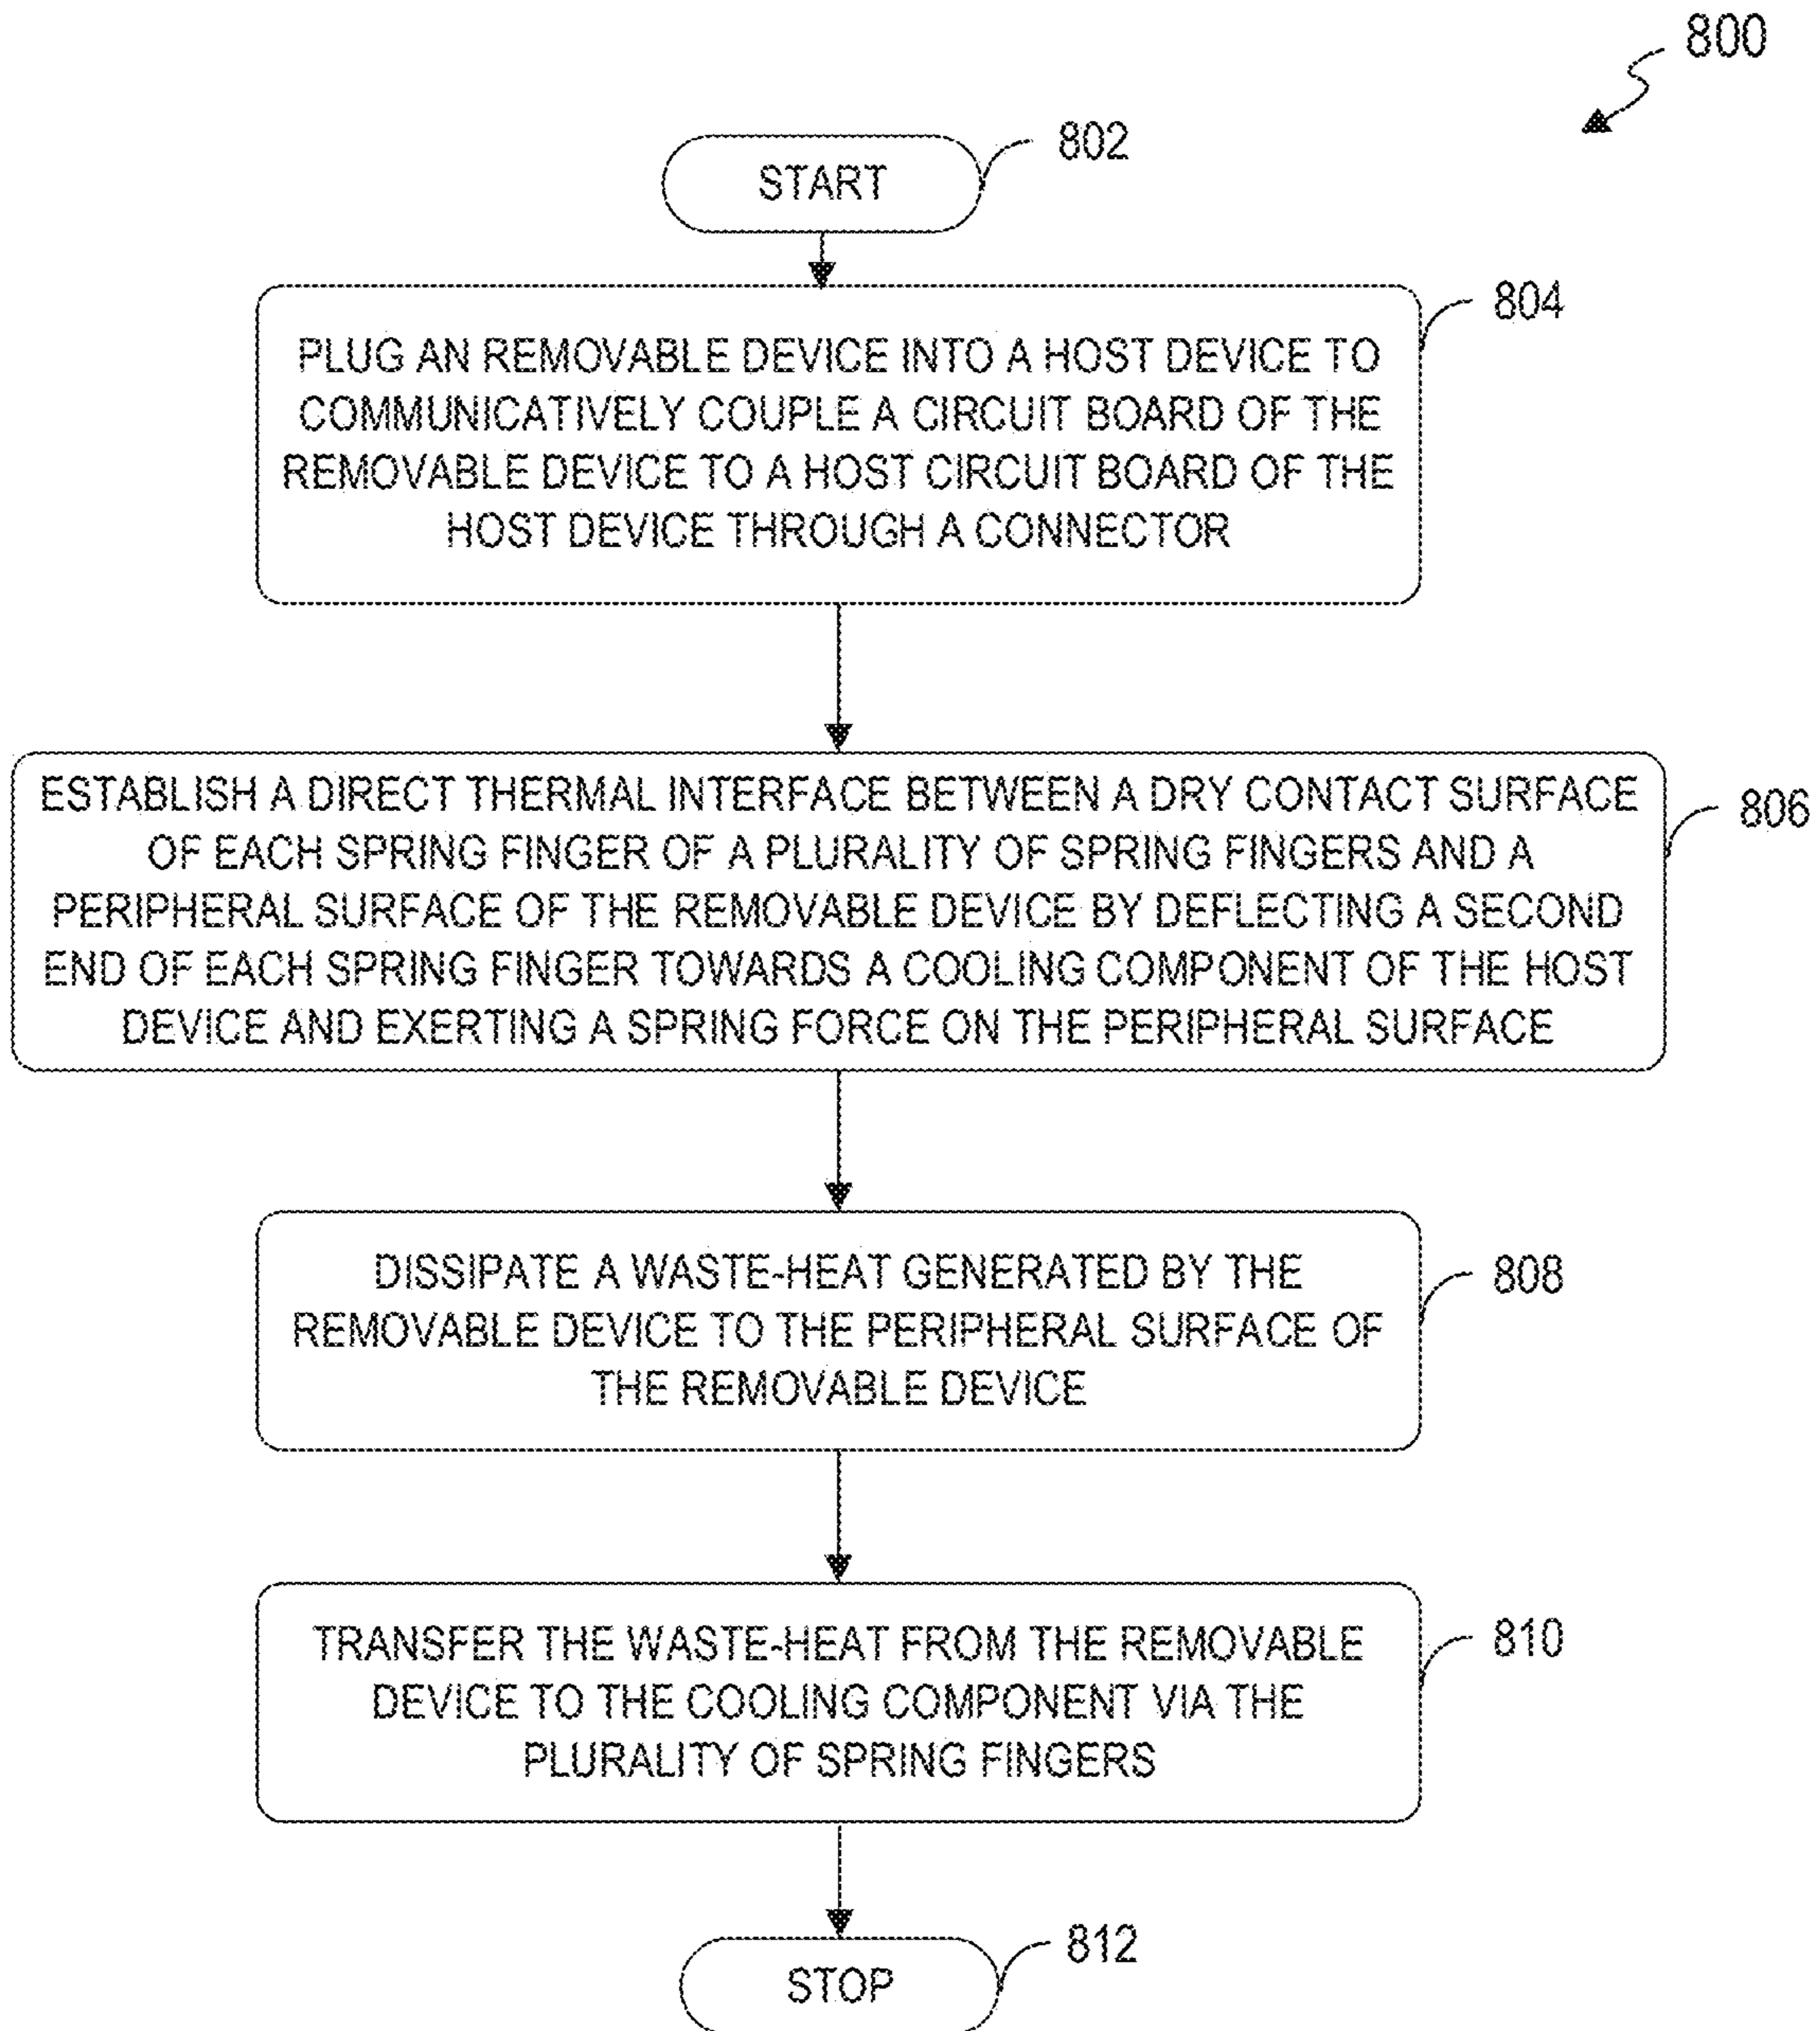 800
802
START
804
PLUG AN REMOVABLE DEVICE INTO A HOST DEVICE TO
COMMUNICATIVELY COUPLE A CIRCUIT BOARD OF THE
REMOVABLE DEVICE TO A HOST CIRCUIT BOARD OF THE
HOST DEVICE THROUGH A CONNECTOR
806
ESTABLISH A DIRECT THERMAL INTERFACE BETWEEN A DRY CONTACT SURFACE
OF EACH SPRING FINGER OF A PLURALITY OF SPRING FINGERS AND A
PERIPHERAL SURFACE OF THE REMOVABLE DEVICE BY DEFLECTING A SECOND
END OF EACH SPRING FINGER TOWARDS A COOLING COMPONENT OF THE HOST
DEVICE AND EXERTING A SPRING FORCE ON THE PERIPHERAL SURFACE
808
DISSIPATE A WASTE-HEAT GENERATED BY THE
REMOVABLE DEVICE TO THE PERIPHERAL SURFACE OF
THE REMOVABLE DEVICE
810
TRANSFER THE WASTE-HEAT FROM THE REMOVABLE
DEVICE TO THE COOLING COMPONENT VIA THE
PLURALITY OF SPRING FINGERS
812
STOP